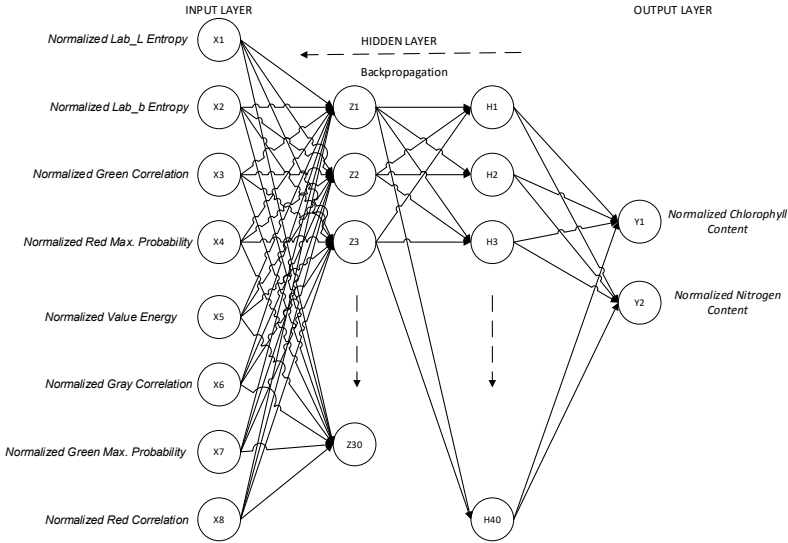 INPUT LAYER
OUTPUT LAYER
HIDDEN LAYER
Backpropagation
Normalized Lab_L Entropy
X1
Normalized Lab_b Entropy
X2
Z1
H1
Normalized Green Correlation
X3
Z2
H2
Normalized Red Max. Probability
X4
Z3
H3
Y1
Normalized Chlorophyll
Content
Normalized Value Energy
X5
Y2
Normalized Nitrogen
Content
Normalized Gray Correlation
X6
Normalized Green Max. Probability
X7
Z30
Normalized Red Correlation
X8
H40